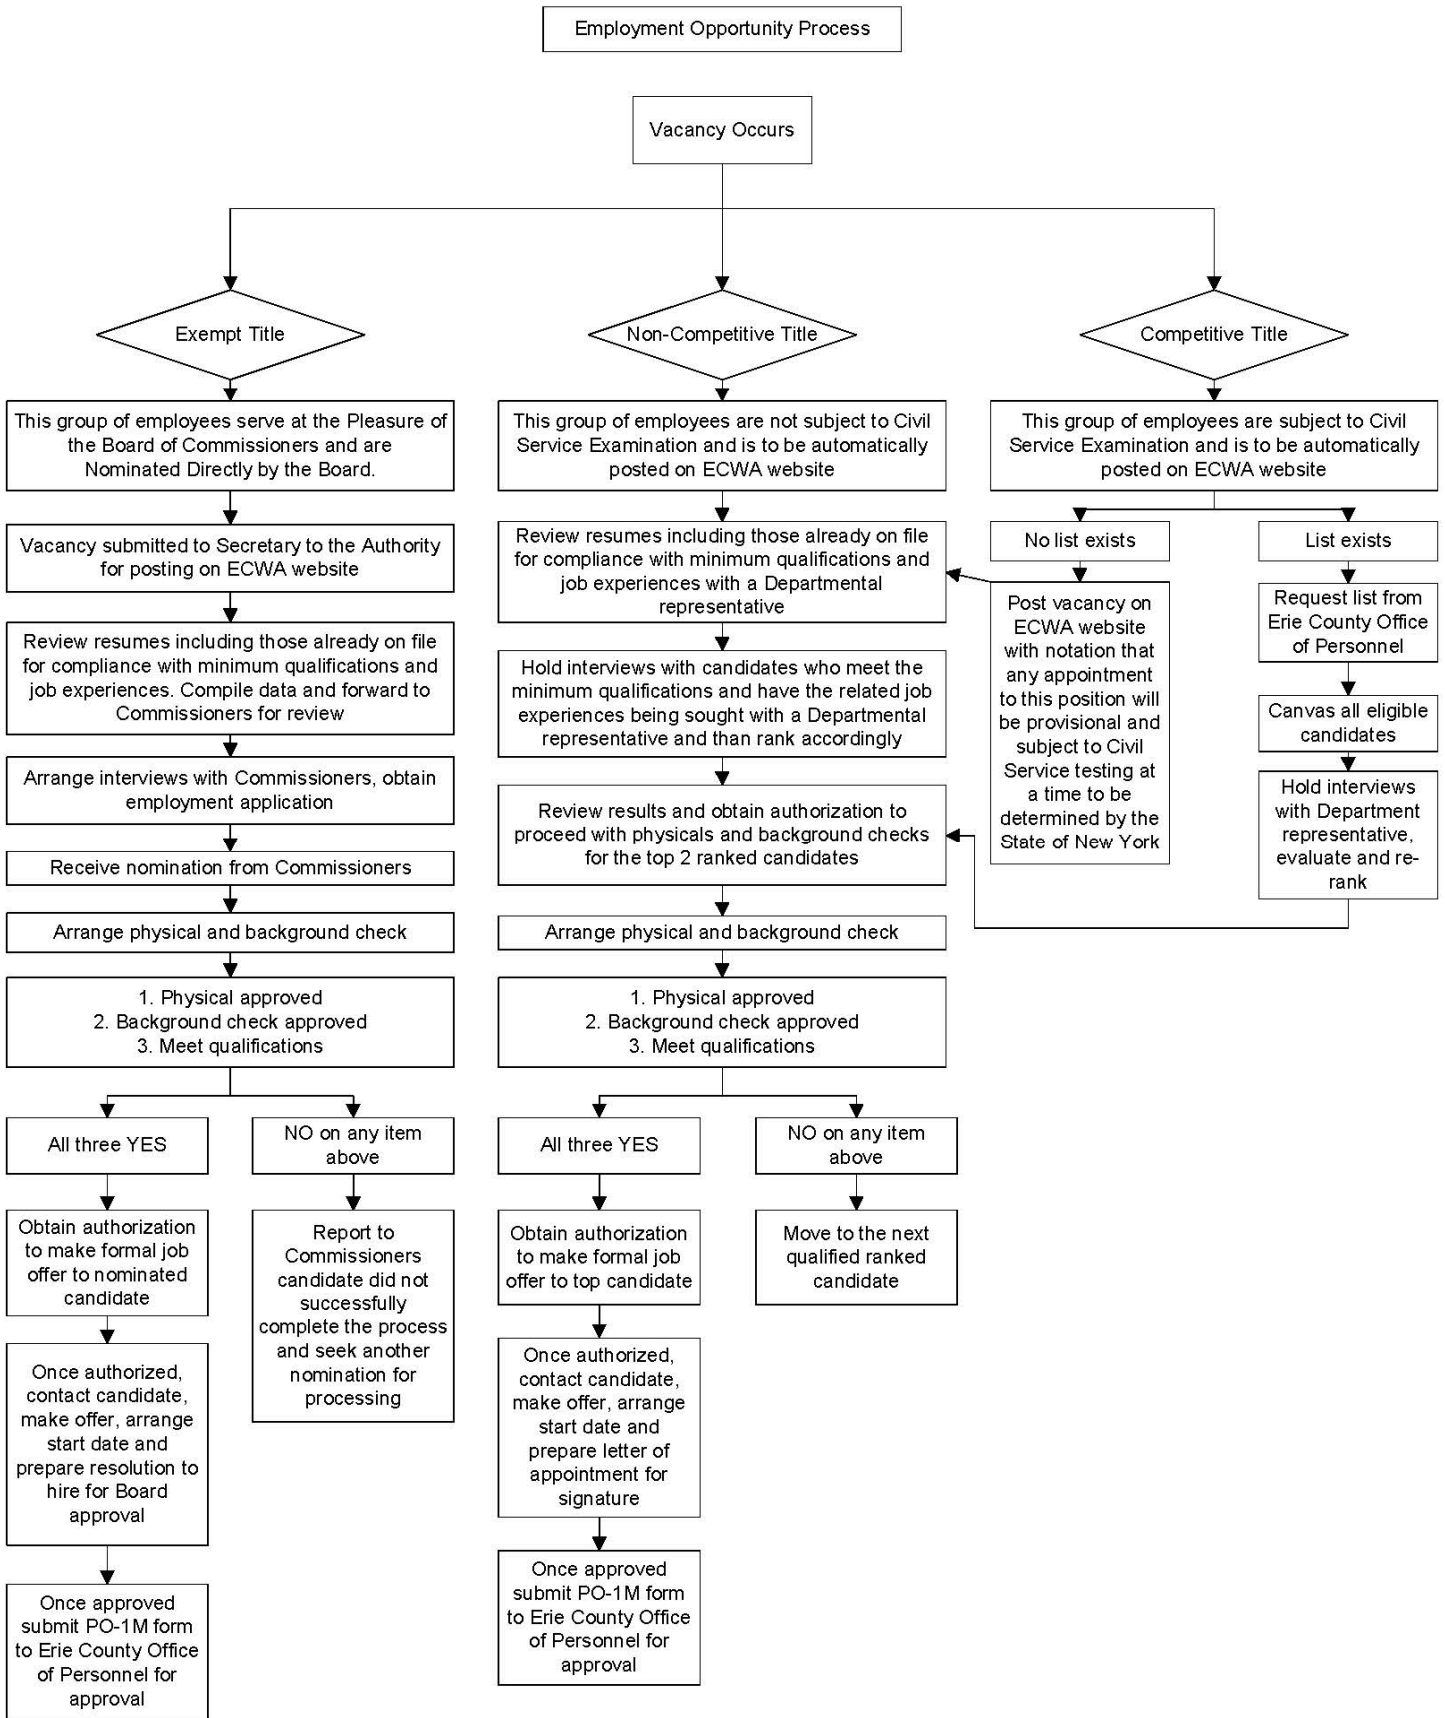 Employment Opportunity Process
Vacancy Occurs
Exempt Title
This group of employees serve at the Pleasure of
the Board of Commissioners and are
Nominated Directly by the Board.
Vacancy submitted to Secretary to the Authority
for posting on ECWA website
Review resumes including those already on file
for compliance with minimum qualifications and
job experiences. Compile data and forward to
Commissioners for review
Arrange interviews with Commissioners, obtain
employment application
Receive nomination from Commissioners
Arrange physical and background check
1. Physical approved
2. Background check approved
3. Meet qualifications
All three YES
Obtain authorization
to make formal job
offer to nominated
candidate
Once authorized,
contact candidate,
make offer, arrange
start date and
prepare resolution to
hire for Board
approval
Once approved
submit PO-1M form
to Erie County Office
of Personnel for
approval
NO on any item
above
Report to
Commissioners
candidate did not
successfully
complete the process
and seek another
nomination for
processing
Non-Competitive Title
This group of employees are not subject to Civil
Service Examination and is to be automatically
posted on ECWA website
Review resumes including those already on file
for compliance with minimum qualifications and
job experiences with a Departmental
representative
Hold interviews with candidates who meet the
minimum qualifications and have the related job
experiences being sought with a Departmental
representative and than rank accordingly
Review results and obtain authorization to
proceed with physicals and background checks
for the top 2 ranked candidates
Arrange physical and background check
1. Physical approved
2. Background check approved
3. Meet qualifications
All three YES
Obtain authorization
to make formal job
offer to top candidate
Once authorized,
contact candidate,
make offer, arrange
start date and
prepare letter of
appointment for
signature
Once approved
submit PO-1M form
to Erie County Office
of Personnel for
approval
NO on any item
above
Move to the next
qualified ranked
candidate
Competitive Title
This group of employees are subject to Civil
Service Examination and is to be automatically
posted on ECWA website
No list exists
Post vacancy on
ECWA website
with notation that
any appointment
to this position will
be provisional and
subject to Civil
Service testing at
a time to be
determined by the
State of New York
List exists
Request list from
Erie County Office
of Personnel
Canvas all eligible
candidates
Hold interviews
with Department
representative,
evaluate and re-
rank